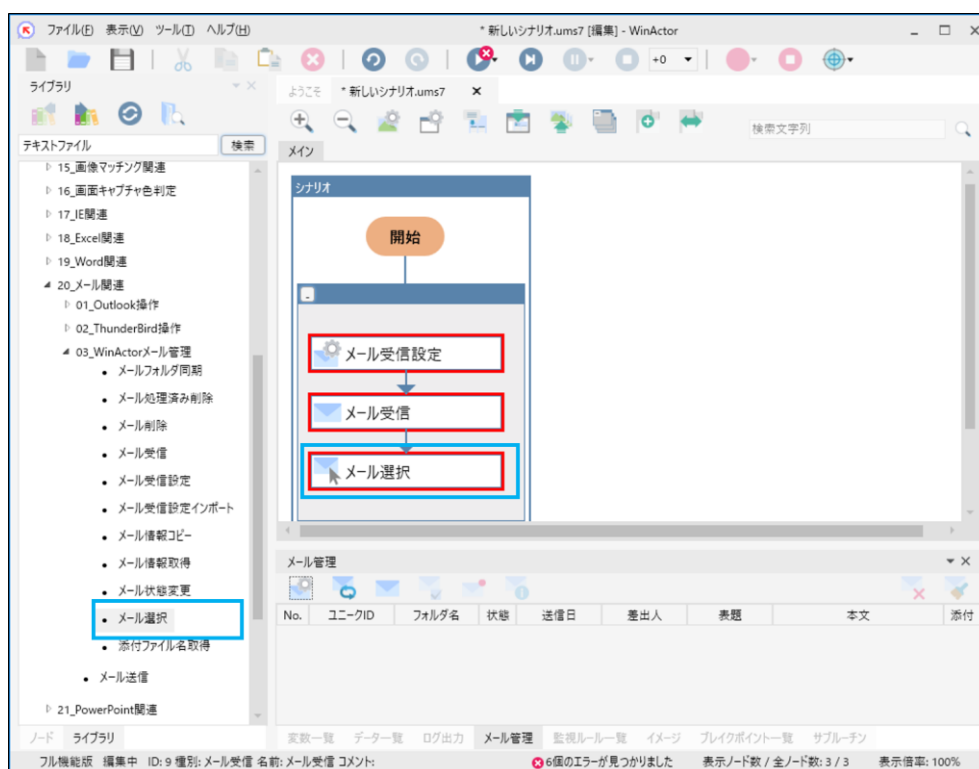 ファイル(F) 表示(V) ツール(T) ヘルプ(H)
* 新しいシナリオ.ums7 [編集] - WinActor
+0
ライブラリ
テキストファイル
検索
15_画像マッチング関連
16_画面キャプチャ色判定
17_IE関連
18_Excel関連
19_Word関連
20_メール関連
01_Outlook操作
02_ThunderBird操作
03_WinActorメール管理
メールフォルダ同期
メール処理済み削除
メール削除
メール受信
メール受信設定
メール受信設定インポート
メール情報コピー
メール情報取得
メール状態変更
メール選択
添付ファイル名取得
メール送信
21_PowerPoint関連
ノード ライブラリ
ようこそ * 新しいシナリオ.ums7
検索文字列
メイン
シナリオ
開始
メール受信設定
メール受信
メール選択
メール管理
No. ユニークID フォルダ名 状態 送信日 差出人 表題 本文 添付
変数一覧 データ一覧 ログ出力 メール管理 監視ルール一覧 イメージ ブレイクポイント一覧 サブルーチン
フル機能版 編集中 ID: 9 種別: メール受信 名前: メール受信 コメント: 6個のエラーが見つかりました 表示ノード数 / 全ノード数: 3 / 3 表示倍率: 100%